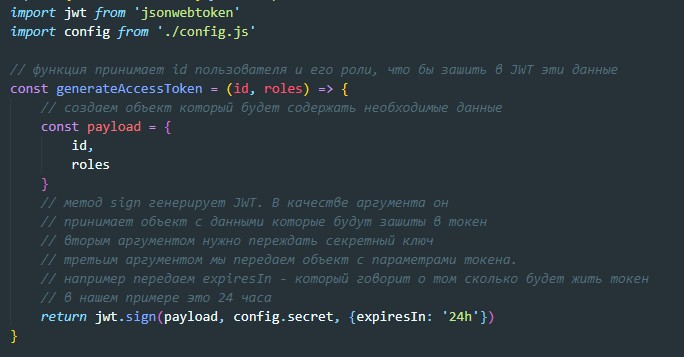 import jwt from 'jsonwebtoken'
import config from './config.js'
// функция принимает id пользователя и его роли, что бы зашить в JWT эти данные
const generateAccessToken = (id, roles) => {
// создаем объект который будет содержать необходимые данные
const payload = {
id,
roles
}
// метод sign генерирует JWT. В качестве аргумента он
// принимает объект с данными которые будут зашиты в токен
// вторым аргументом нужно переждать секретный ключ
// третьим аргументом мы передаем объект с параметрами токена.
// например передаем expiresIn - который говорит о том сколько будет жить токен
// в нашем примере это 24 часа
return jwt.sign(payload, config.secret, {expiresIn: '24h'})
}